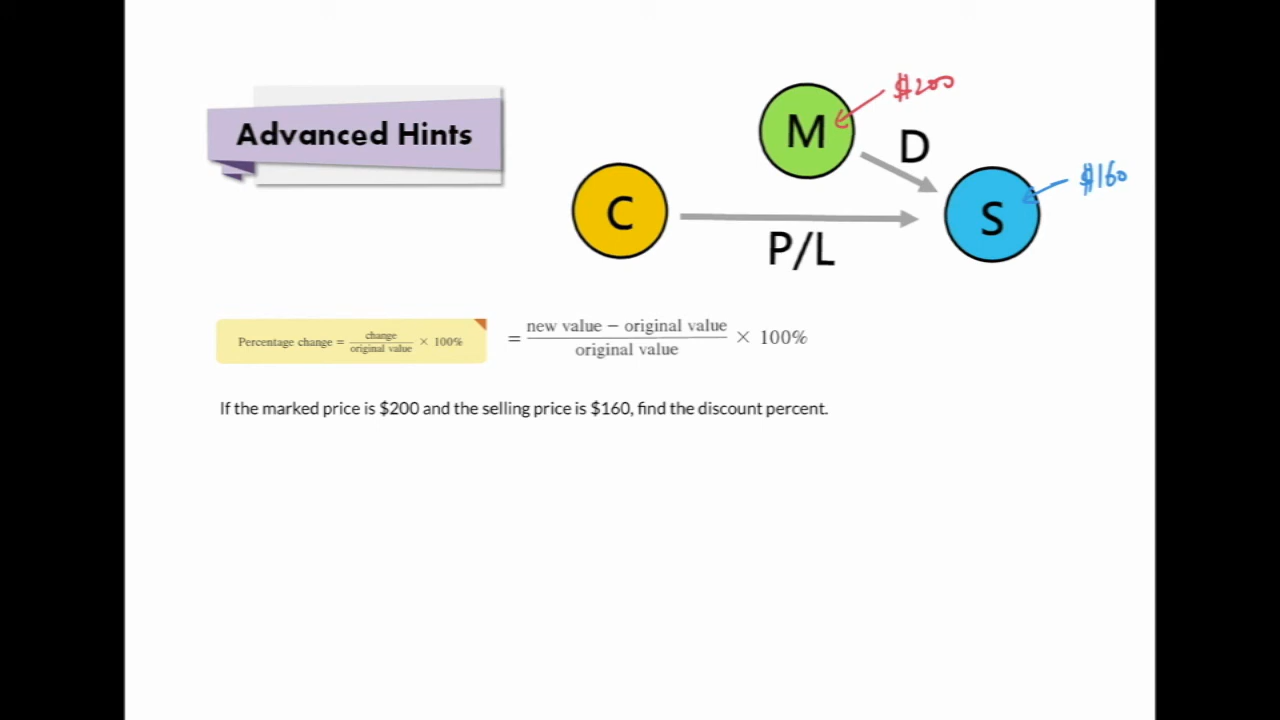 Advanced Hints
M
$200
D
C
P/L
S
$160
Percentage change = change / original value × 100%
= new value − original value / original value × 100%
If the marked price is $200 and the selling price is $160, find the discount percent.